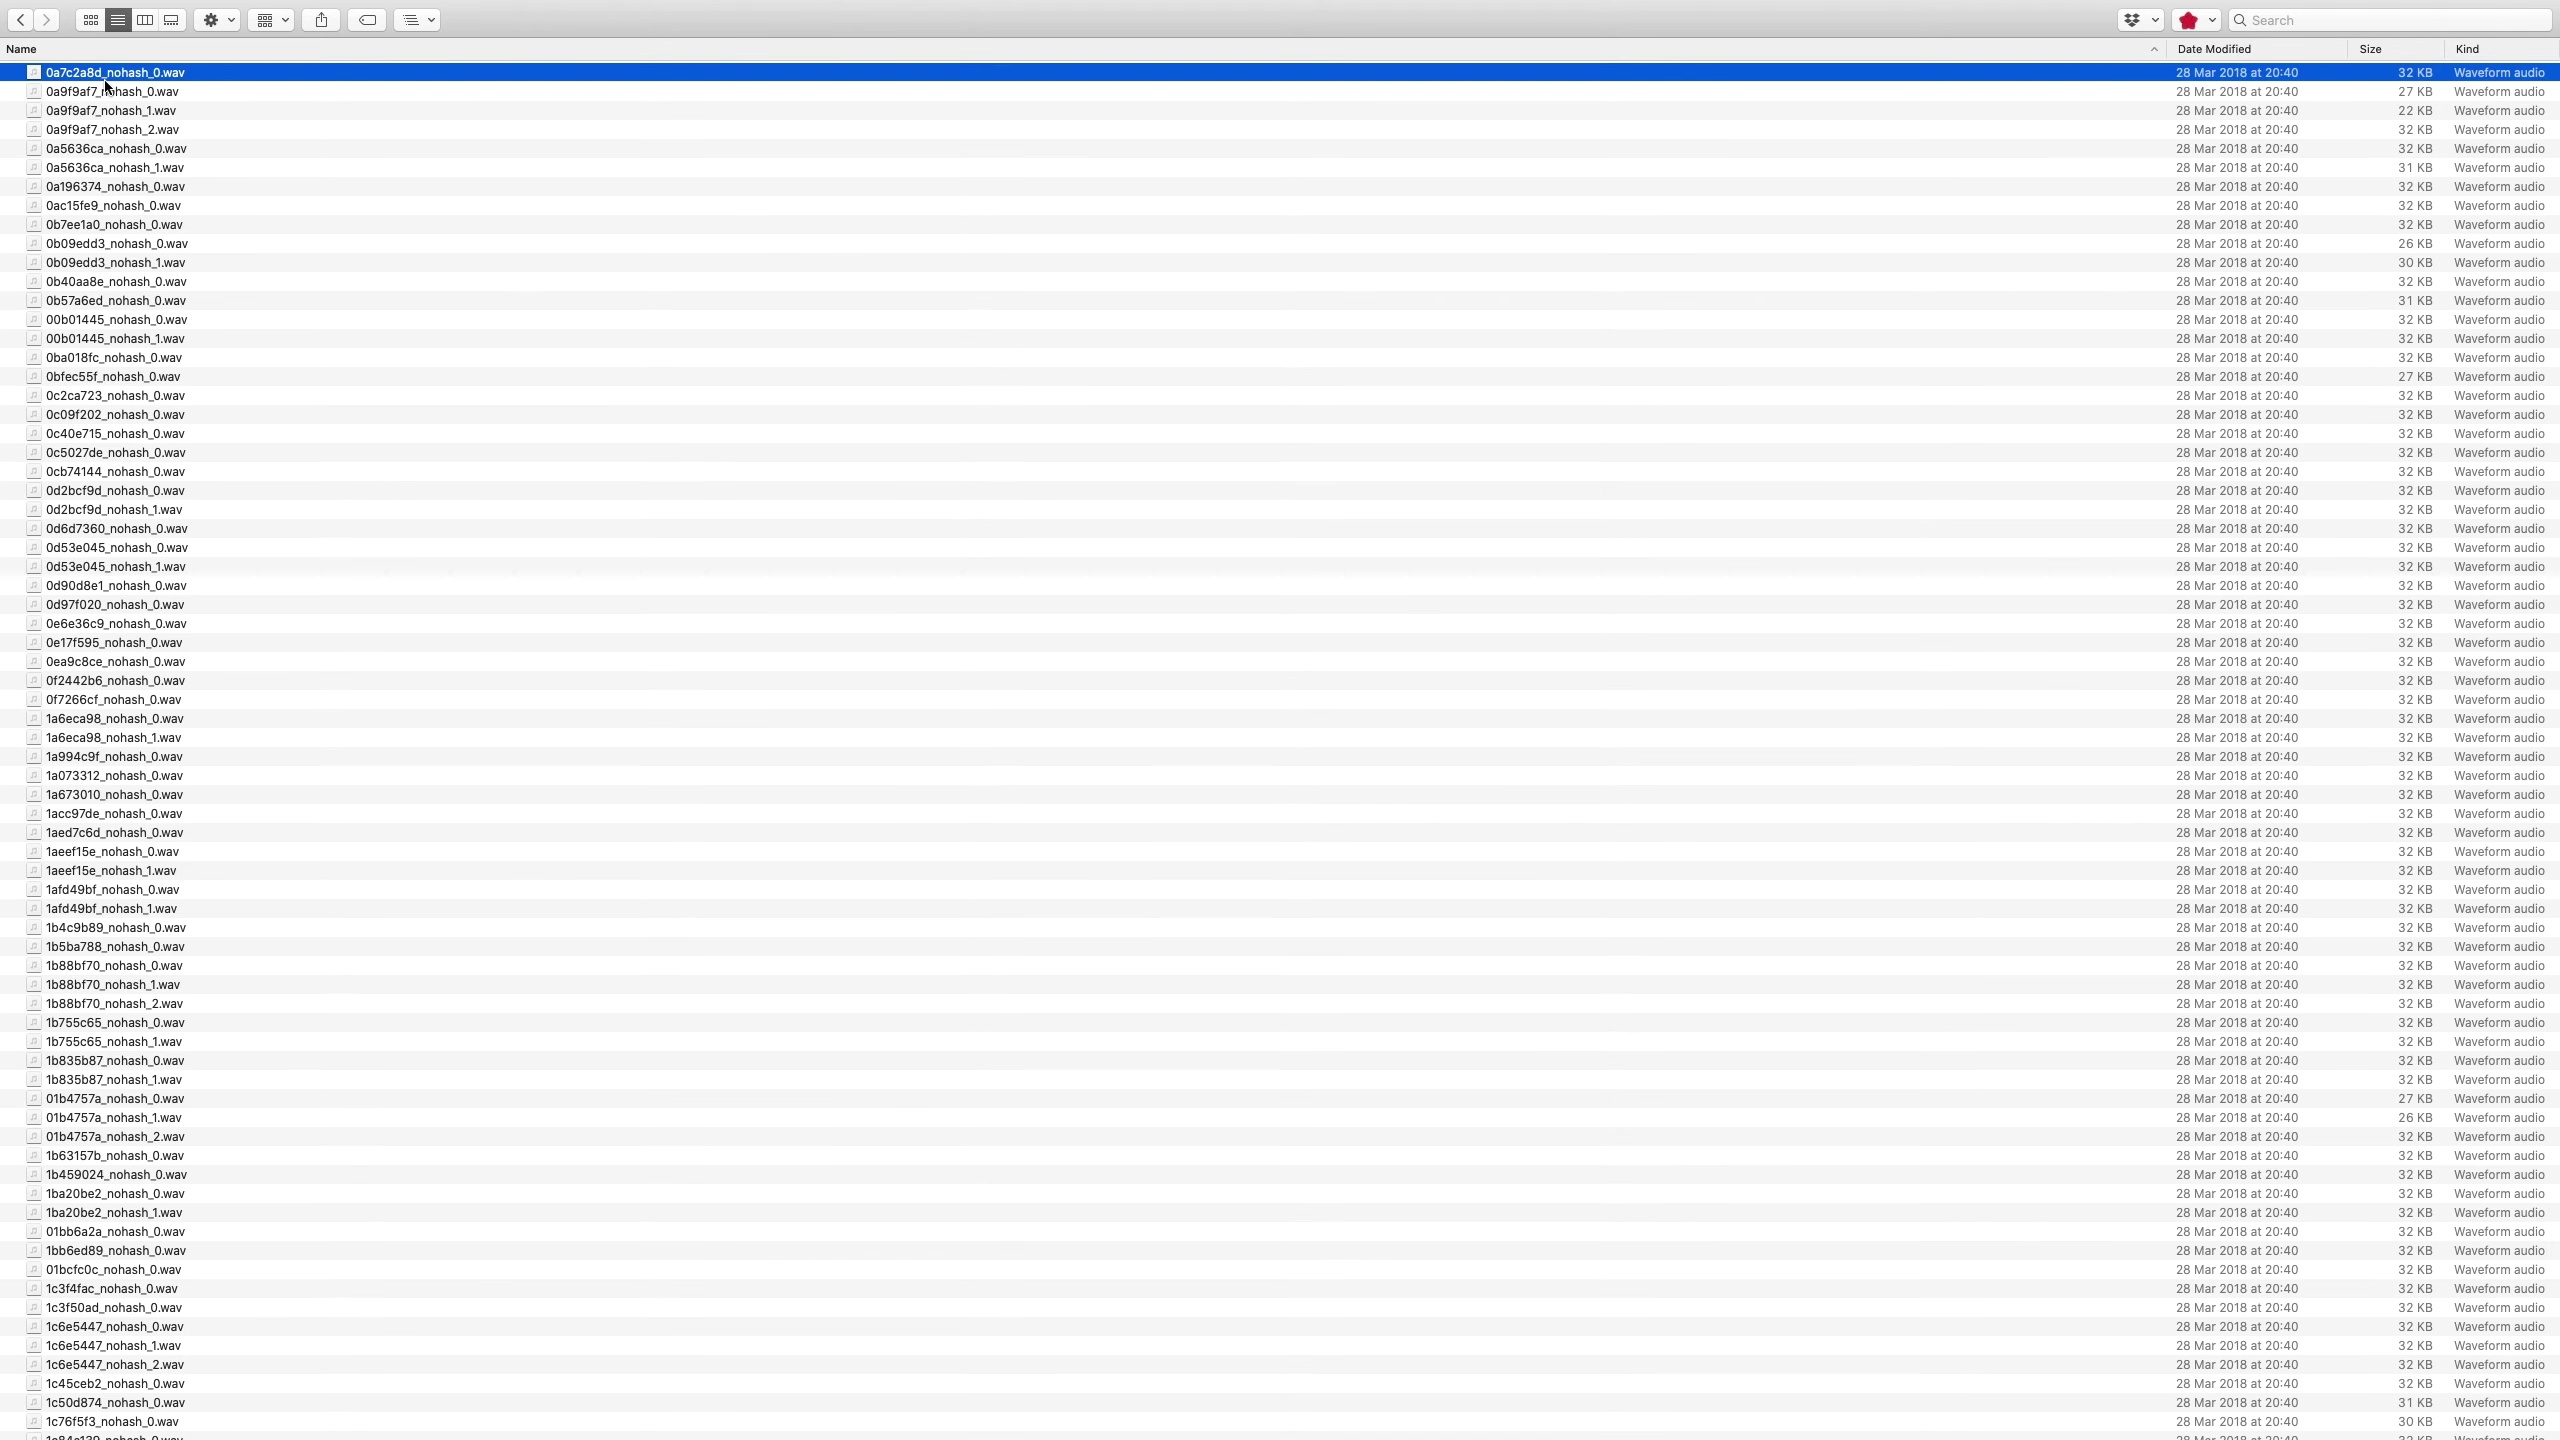 Search
Name Date Modified Size Kind
0a7c2a8d_nohash_0.wav 28 Mar 2018 at 20:40 32 KB Waveform audio
0a9f9af7_nohash_0.wav 28 Mar 2018 at 20:40 27 KB Waveform audio
0a9f9af7_nohash_1.wav 28 Mar 2018 at 20:40 22 KB Waveform audio
0a9f9af7_nohash_2.wav 28 Mar 2018 at 20:40 32 KB Waveform audio
0a5636ca_nohash_0.wav 28 Mar 2018 at 20:40 32 KB Waveform audio
0a5636ca_nohash_1.wav 28 Mar 2018 at 20:40 31 KB Waveform audio
0a196374_nohash_0.wav 28 Mar 2018 at 20:40 32 KB Waveform audio
0ac15fe9_nohash_0.wav 28 Mar 2018 at 20:40 32 KB Waveform audio
0b7ee1a0_nohash_0.wav 28 Mar 2018 at 20:40 32 KB Waveform audio
0b09edd3_nohash_0.wav 28 Mar 2018 at 20:40 26 KB Waveform audio
0b09edd3_nohash_1.wav 28 Mar 2018 at 20:40 30 KB Waveform audio
0b40aa8e_nohash_0.wav 28 Mar 2018 at 20:40 32 KB Waveform audio
0b57a6ed_nohash_0.wav 28 Mar 2018 at 20:40 31 KB Waveform audio
00b01445_nohash_0.wav 28 Mar 2018 at 20:40 32 KB Waveform audio
00b01445_nohash_1.wav 28 Mar 2018 at 20:40 32 KB Waveform audio
0ba018fc_nohash_0.wav 28 Mar 2018 at 20:40 32 KB Waveform audio
0bfec55f_nohash_0.wav 28 Mar 2018 at 20:40 27 KB Waveform audio
0c2ca723_nohash_0.wav 28 Mar 2018 at 20:40 32 KB Waveform audio
0c09f202_nohash_0.wav 28 Mar 2018 at 20:40 32 KB Waveform audio
0c40e715_nohash_0.wav 28 Mar 2018 at 20:40 32 KB Waveform audio
0c5027de_nohash_0.wav 28 Mar 2018 at 20:40 32 KB Waveform audio
0cb74144_nohash_0.wav 28 Mar 2018 at 20:40 32 KB Waveform audio
0d2bcf9d_nohash_0.wav 28 Mar 2018 at 20:40 32 KB Waveform audio
0d2bcf9d_nohash_1.wav 28 Mar 2018 at 20:40 32 KB Waveform audio
0d6d7360_nohash_0.wav 28 Mar 2018 at 20:40 32 KB Waveform audio
0d53e045_nohash_0.wav 28 Mar 2018 at 20:40 32 KB Waveform audio
0d53e045_nohash_1.wav 28 Mar 2018 at 20:40 32 KB Waveform audio
0d90d8e1_nohash_0.wav 28 Mar 2018 at 20:40 32 KB Waveform audio
0d97f020_nohash_0.wav 28 Mar 2018 at 20:40 32 KB Waveform audio
0e6e36c9_nohash_0.wav 28 Mar 2018 at 20:40 32 KB Waveform audio
0e17f595_nohash_0.wav 28 Mar 2018 at 20:40 32 KB Waveform audio
0ea9c8ce_nohash_0.wav 28 Mar 2018 at 20:40 32 KB Waveform audio
0f2442b6_nohash_0.wav 28 Mar 2018 at 20:40 32 KB Waveform audio
0f7266cf_nohash_0.wav 28 Mar 2018 at 20:40 32 KB Waveform audio
1a6eca98_nohash_0.wav 28 Mar 2018 at 20:40 32 KB Waveform audio
1a6eca98_nohash_1.wav 28 Mar 2018 at 20:40 32 KB Waveform audio
1a994c9f_nohash_0.wav 28 Mar 2018 at 20:40 32 KB Waveform audio
1a073312_nohash_0.wav 28 Mar 2018 at 20:40 32 KB Waveform audio
1a673010_nohash_0.wav 28 Mar 2018 at 20:40 32 KB Waveform audio
1acc97de_nohash_0.wav 28 Mar 2018 at 20:40 32 KB Waveform audio
1aed7c6d_nohash_0.wav 28 Mar 2018 at 20:40 32 KB Waveform audio
1aeef15e_nohash_0.wav 28 Mar 2018 at 20:40 32 KB Waveform audio
1aeef15e_nohash_1.wav 28 Mar 2018 at 20:40 32 KB Waveform audio
1afd49bf_nohash_0.wav 28 Mar 2018 at 20:40 32 KB Waveform audio
1afd49bf_nohash_1.wav 28 Mar 2018 at 20:40 32 KB Waveform audio
1b4c9b89_nohash_0.wav 28 Mar 2018 at 20:40 32 KB Waveform audio
1b5ba788_nohash_0.wav 28 Mar 2018 at 20:40 32 KB Waveform audio
1b88bf70_nohash_0.wav 28 Mar 2018 at 20:40 32 KB Waveform audio
1b88bf70_nohash_1.wav 28 Mar 2018 at 20:40 32 KB Waveform audio
1b88bf70_nohash_2.wav 28 Mar 2018 at 20:40 32 KB Waveform audio
1b755c65_nohash_0.wav 28 Mar 2018 at 20:40 32 KB Waveform audio
1b755c65_nohash_1.wav 28 Mar 2018 at 20:40 32 KB Waveform audio
1b835b87_nohash_0.wav 28 Mar 2018 at 20:40 32 KB Waveform audio
1b835b87_nohash_1.wav 28 Mar 2018 at 20:40 32 KB Waveform audio
01b4757a_nohash_0.wav 28 Mar 2018 at 20:40 27 KB Waveform audio
01b4757a_nohash_1.wav 28 Mar 2018 at 20:40 26 KB Waveform audio
01b4757a_nohash_2.wav 28 Mar 2018 at 20:40 32 KB Waveform audio
1b63157b_nohash_0.wav 28 Mar 2018 at 20:40 32 KB Waveform audio
1b459024_nohash_0.wav 28 Mar 2018 at 20:40 32 KB Waveform audio
1ba20be2_nohash_0.wav 28 Mar 2018 at 20:40 32 KB Waveform audio
1ba20be2_nohash_1.wav 28 Mar 2018 at 20:40 32 KB Waveform audio
01bb6a2a_nohash_0.wav 28 Mar 2018 at 20:40 32 KB Waveform audio
1bb6ed89_nohash_0.wav 28 Mar 2018 at 20:40 32 KB Waveform audio
01bcfc0c_nohash_0.wav 28 Mar 2018 at 20:40 32 KB Waveform audio
1c3f4fac_nohash_0.wav 28 Mar 2018 at 20:40 32 KB Waveform audio
1c3f50ad_nohash_0.wav 28 Mar 2018 at 20:40 32 KB Waveform audio
1c6e5447_nohash_0.wav 28 Mar 2018 at 20:40 32 KB Waveform audio
1c6e5447_nohash_1.wav 28 Mar 2018 at 20:40 32 KB Waveform audio
1c6e5447_nohash_2.wav 28 Mar 2018 at 20:40 32 KB Waveform audio
1c45ceb2_nohash_0.wav 28 Mar 2018 at 20:40 32 KB Waveform audio
1c50d874_nohash_0.wav 28 Mar 2018 at 20:40 31 KB Waveform audio
1c76f5f3_nohash_0.wav 28 Mar 2018 at 20:40 30 KB Waveform audio